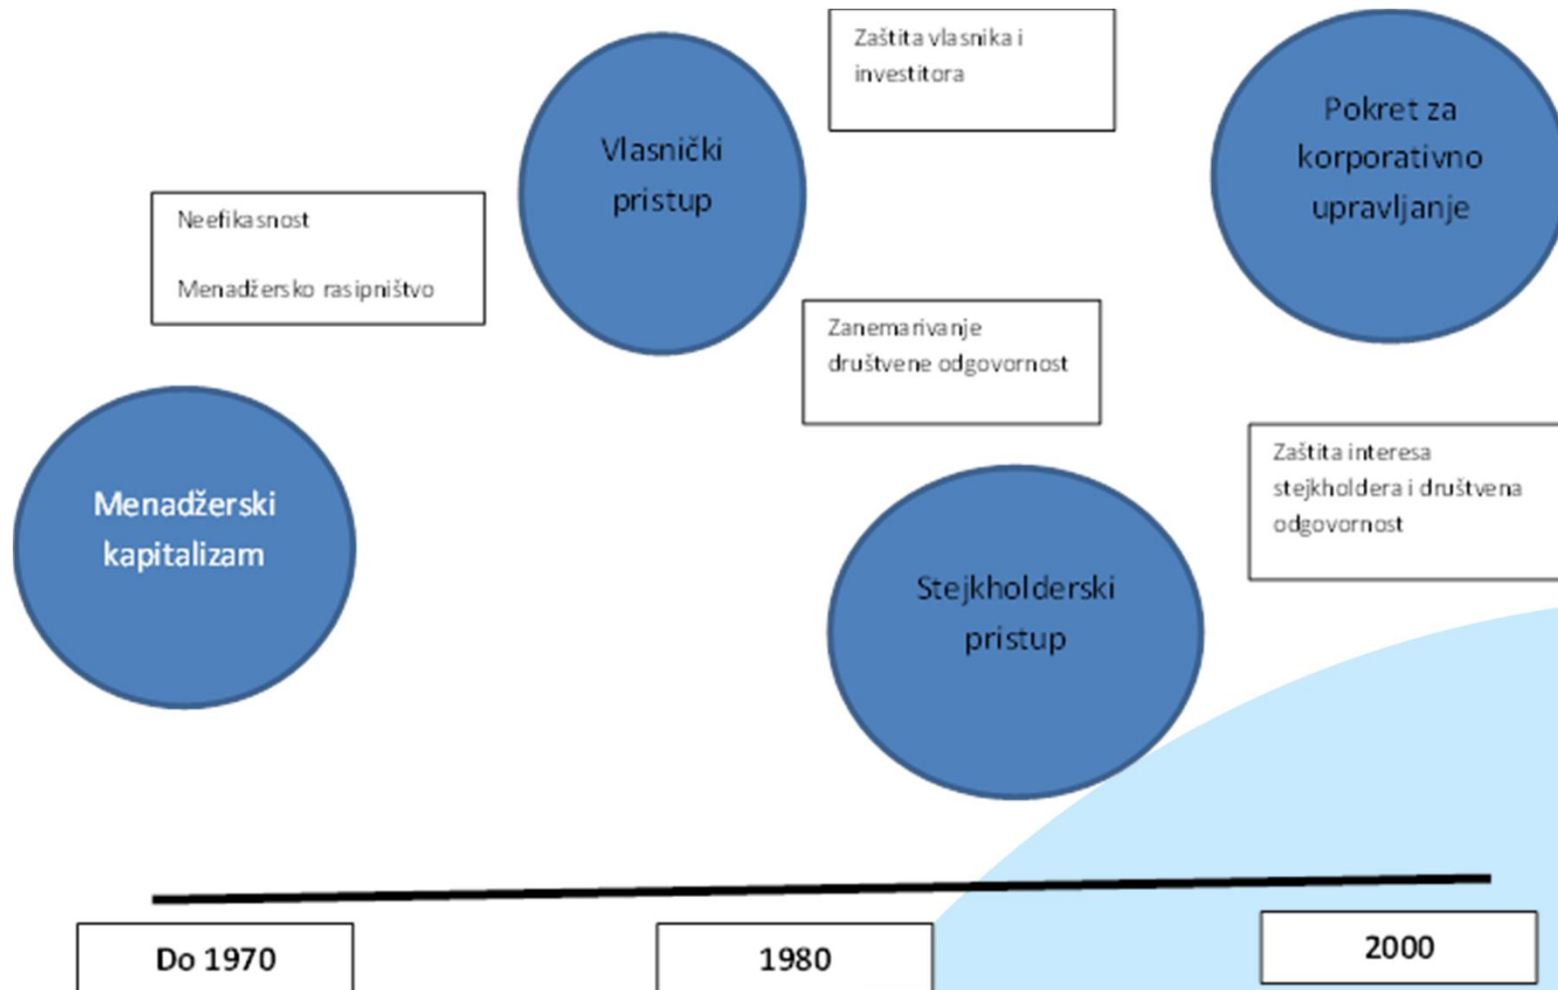 Zaštita vlasnika i
investitora
Pokret za
korporativno
upravljanje
Vlasnički
pristup
Neefikasnost
Menadžersko rasipništvo
Zanemarivanje
društvene odgovornost
Menadžerski
kapitalizam
Zaštita interesa
stejkholdera i društvena
odgovornost
Stejkholderski
pristup
Do 1970
1980
2000